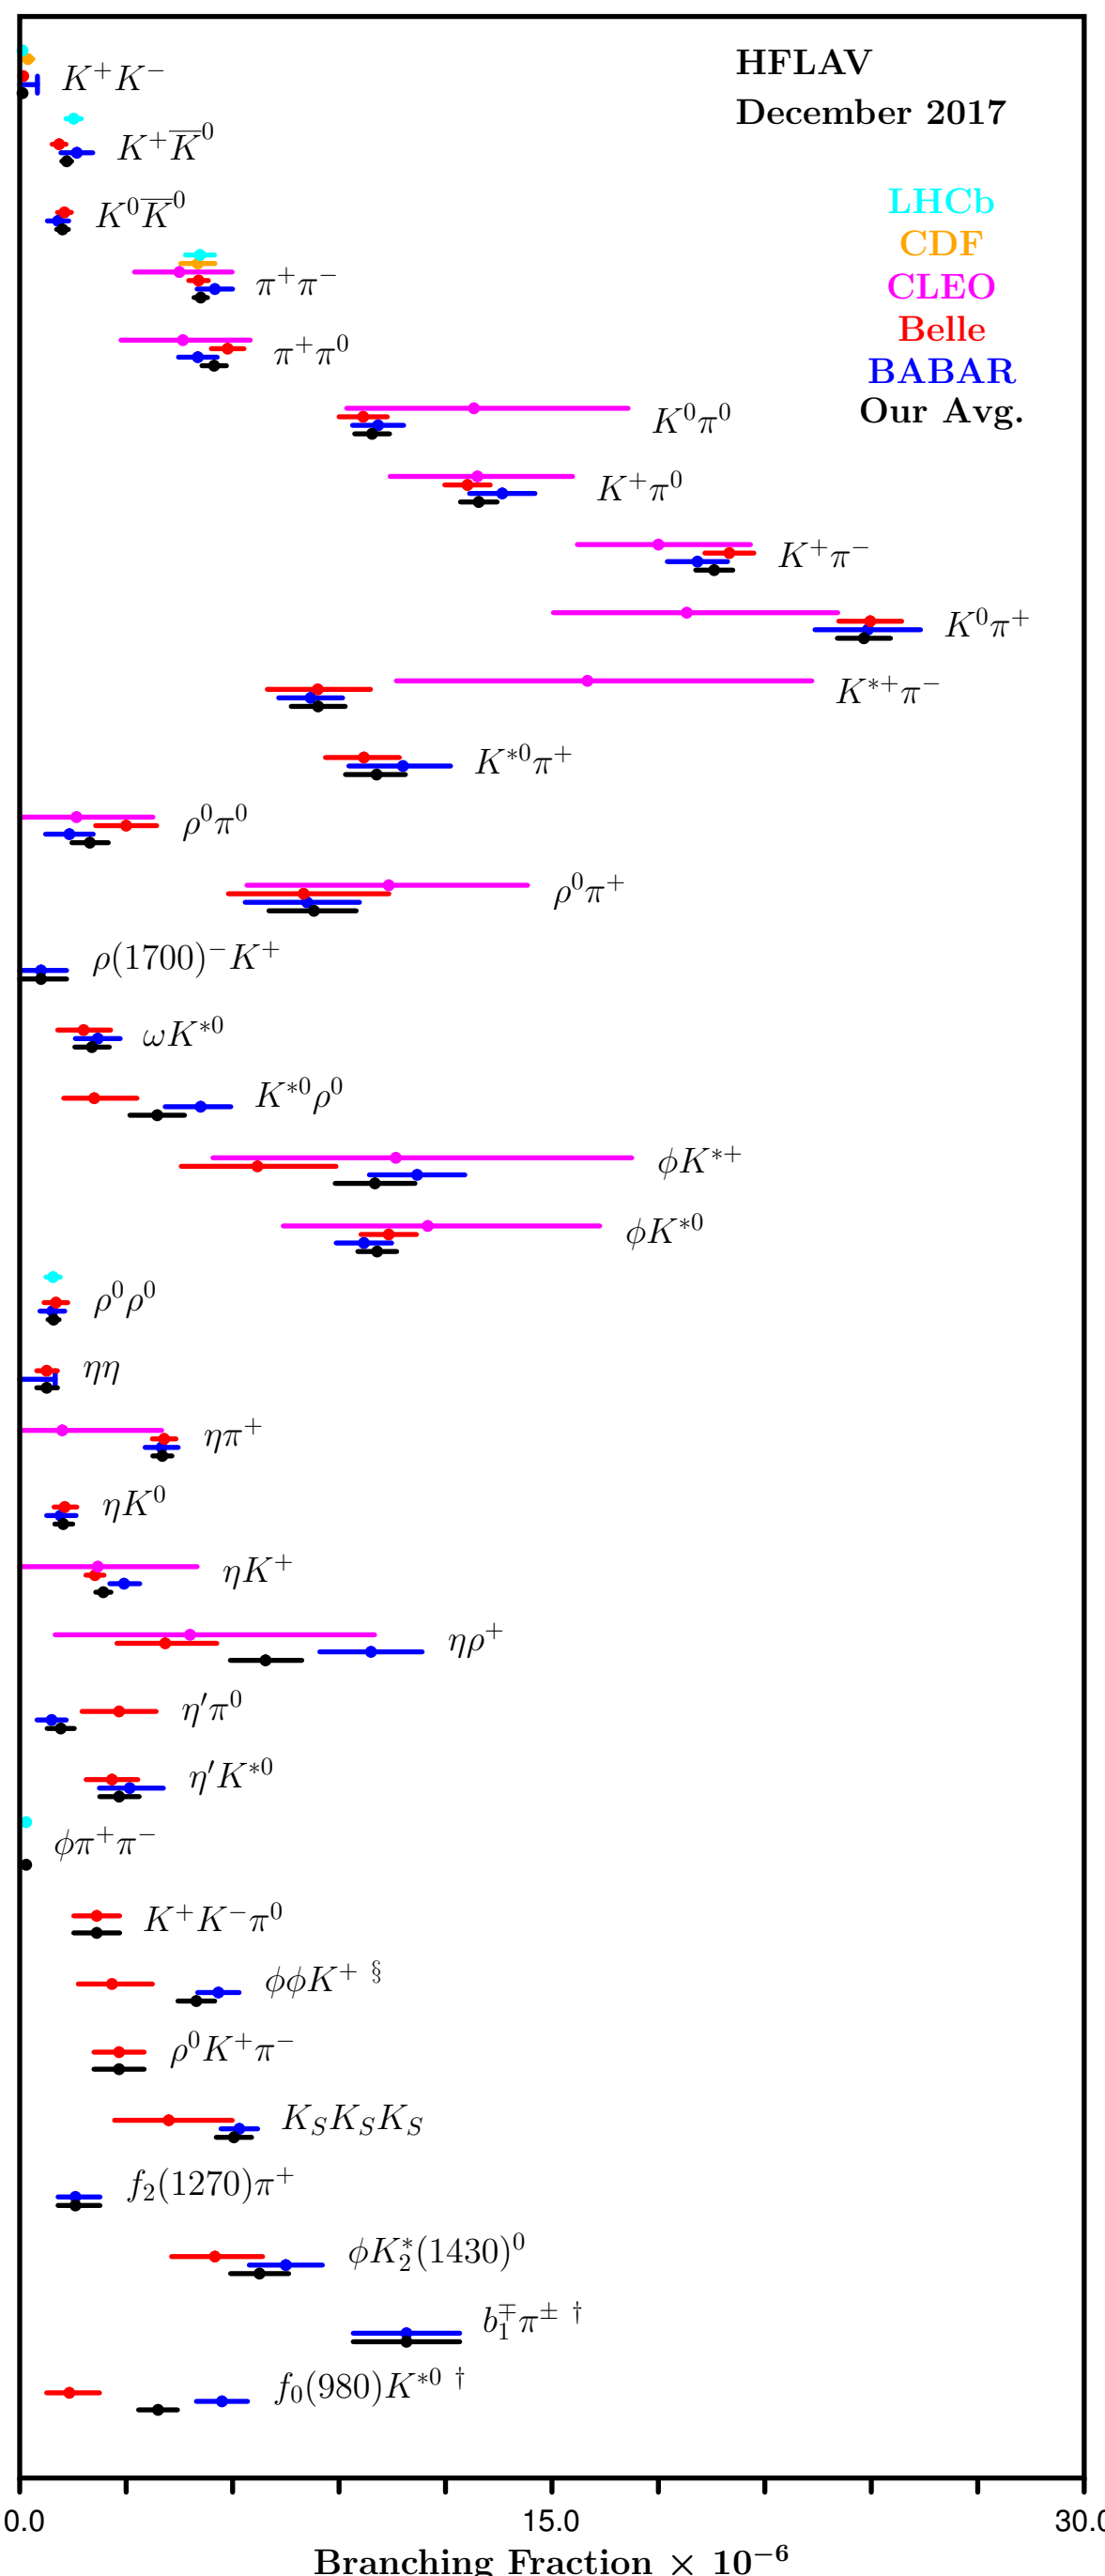 HFLAV
December 2017
LHCb
CDF
CLEO
Belle
BABAR
Our Avg.
K⁺K⁻
K⁺K̅⁰
K⁰K̅⁰
π⁺π⁻
π⁺π⁰
K⁰π⁰
K⁺π⁰
K⁺π⁻
K⁰π⁺
K*⁺π⁻
K*⁰π⁺
ρ⁰π⁰
ρ⁰π⁺
ρ(1700)⁻K⁺
ωK*⁰
K*⁰ρ⁰
ϕK*⁺
ϕK*⁰
ρ⁰ρ⁰
ηη
ηπ⁺
ηK⁰
ηK⁺
ηρ⁺
η′π⁰
η′K*⁰
ϕπ⁺π⁻
K⁺K⁻π⁰
ϕϕK⁺ §
ρ⁰K⁺π⁻
K_SK_SK_S
f₂(1270)π⁺
ϕK₂*(1430)⁰
b₁∓π± †
f₀(980)K*⁰ †
0.0 15.0 30.0
Branching Fraction × 10⁻⁶